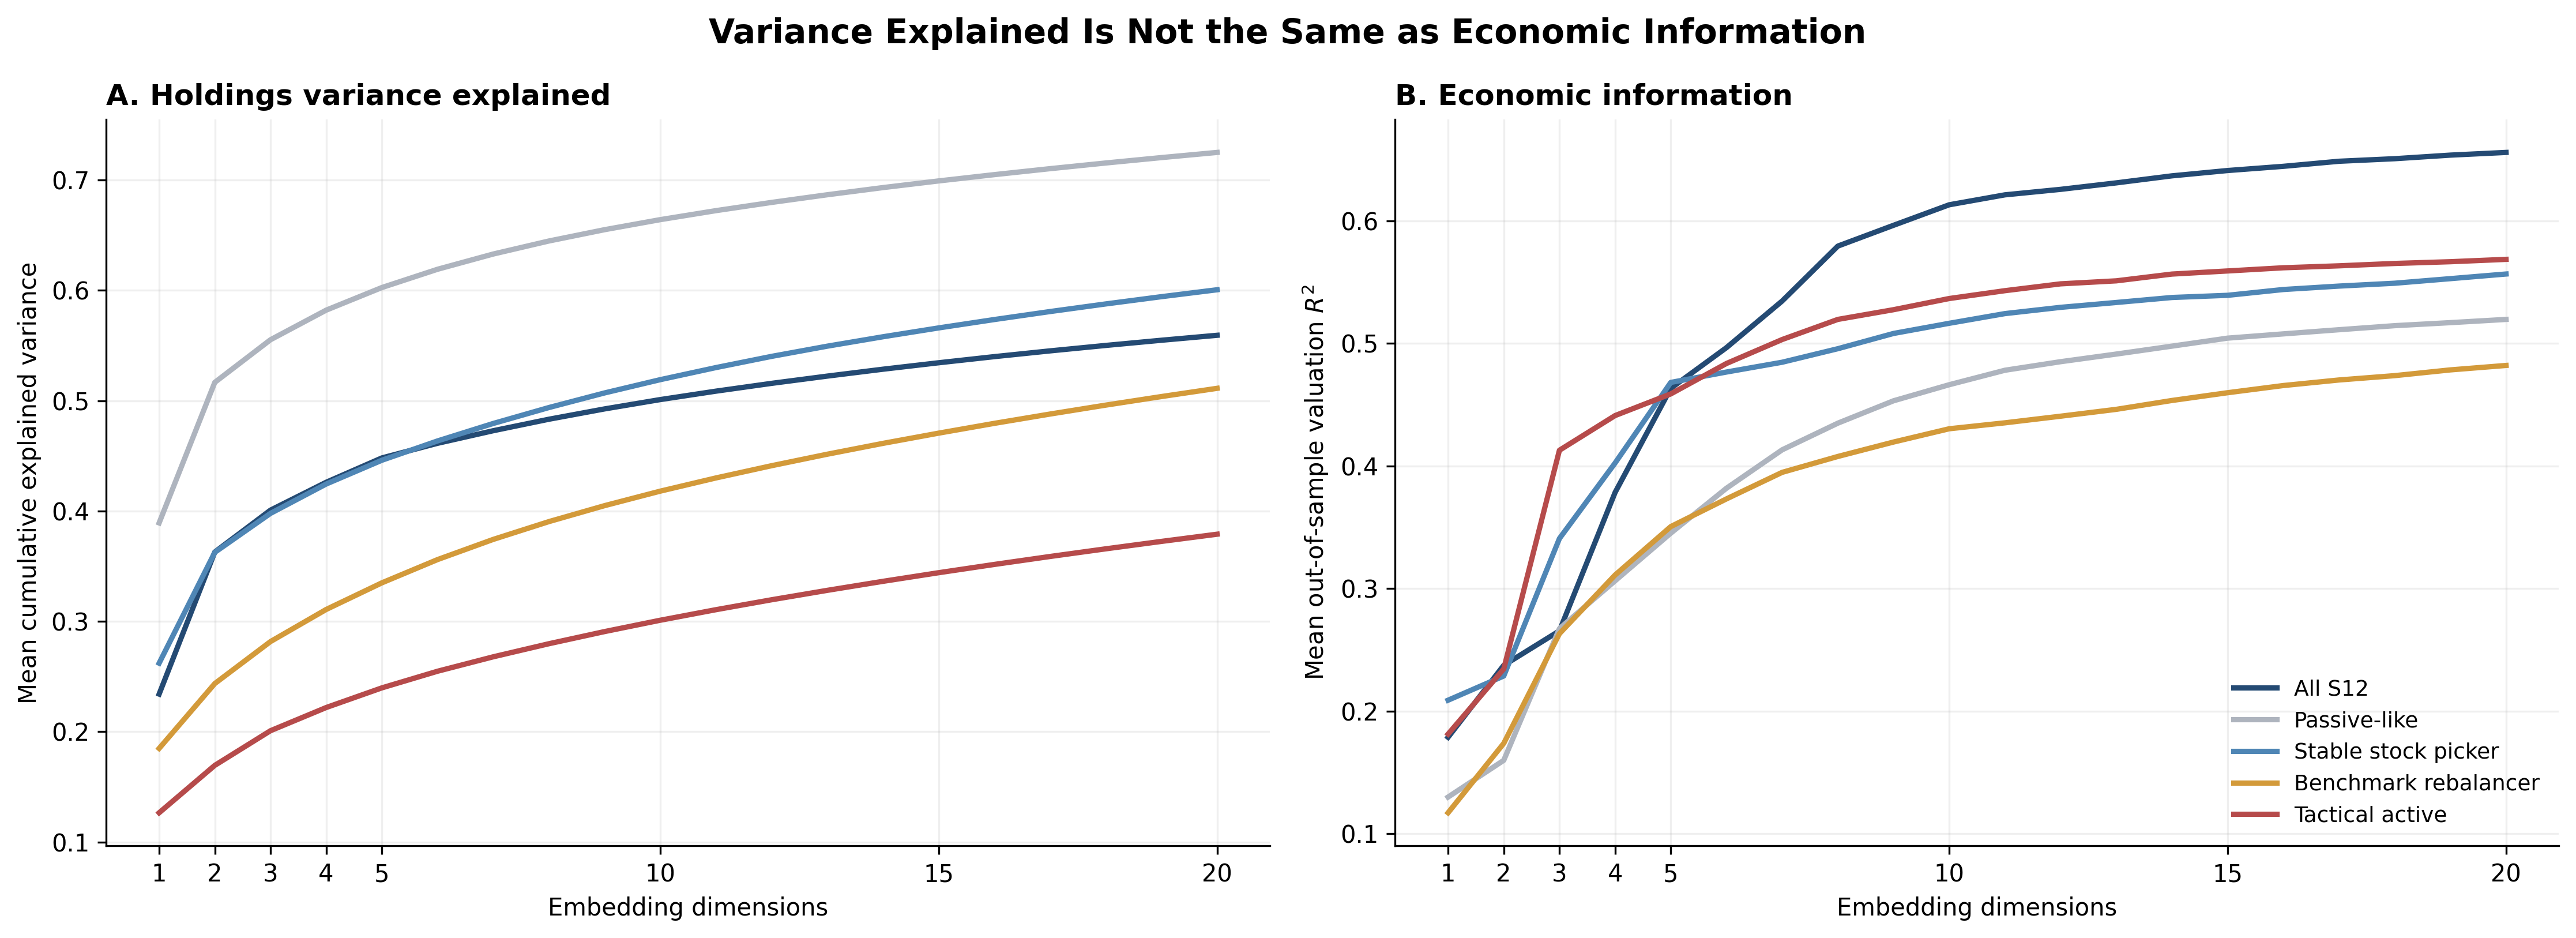 Variance Explained Is Not the Same as Economic Information
A. Holdings variance explained
Mean cumulative explained variance
0.7
0.6
0.5
0.4
0.3
0.2
0.1
1 2 3 4 5 10 15 20
Embedding dimensions
B. Economic information
Mean out-of-sample valuation R²
0.6
0.5
0.4
0.3
0.2
0.1
All S12
Passive-like
Stable stock picker
Benchmark rebalancer
Tactical active
1 2 3 4 5 10 15 20
Embedding dimensions